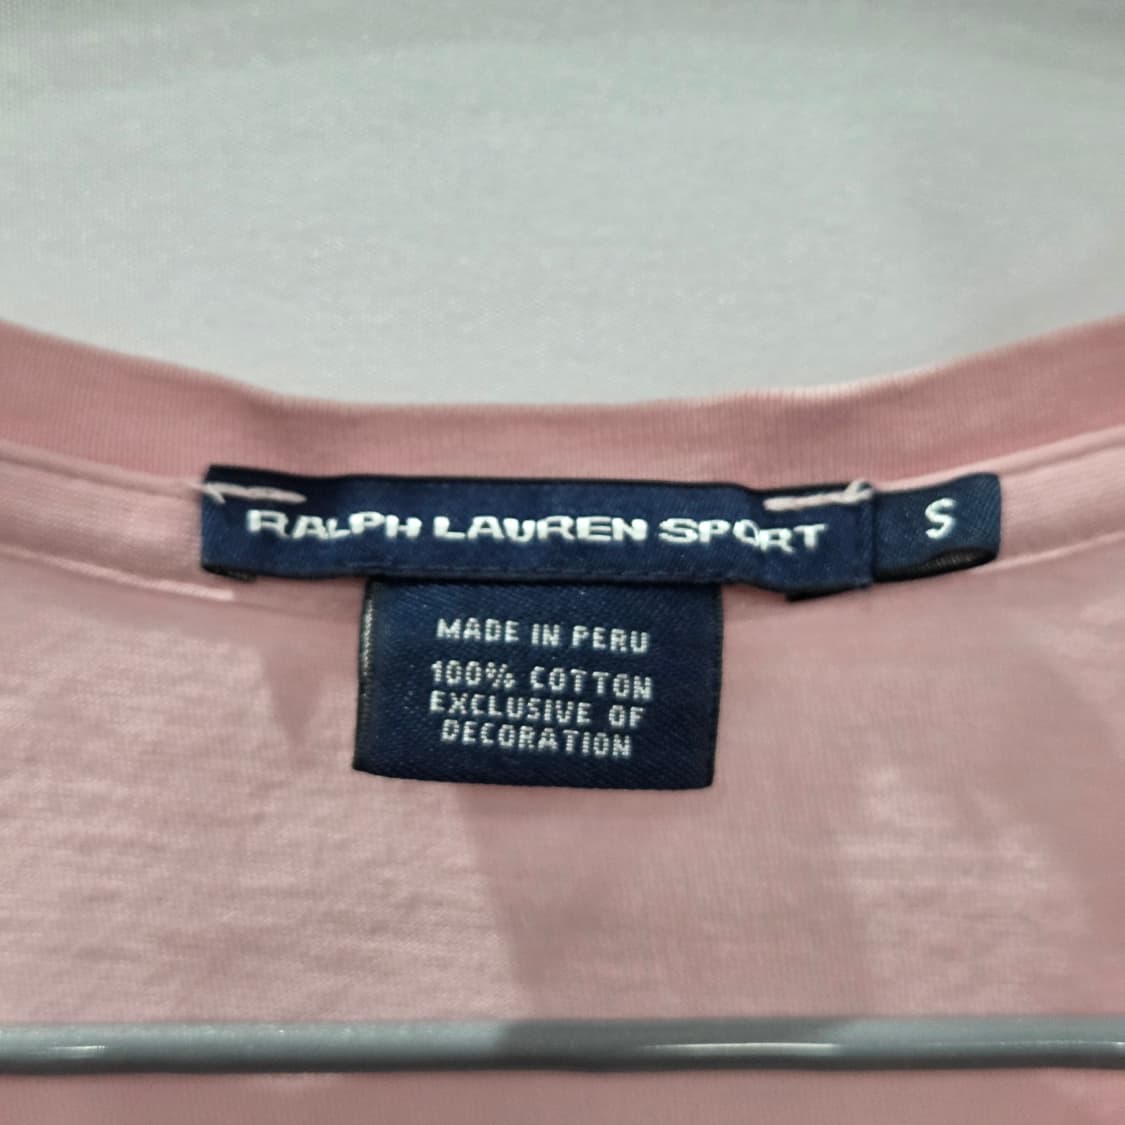 RALPH LAUREN SPORT
S
MADE IN PERU
100% COTTON
EXCLUSIVE OF
DECORATION